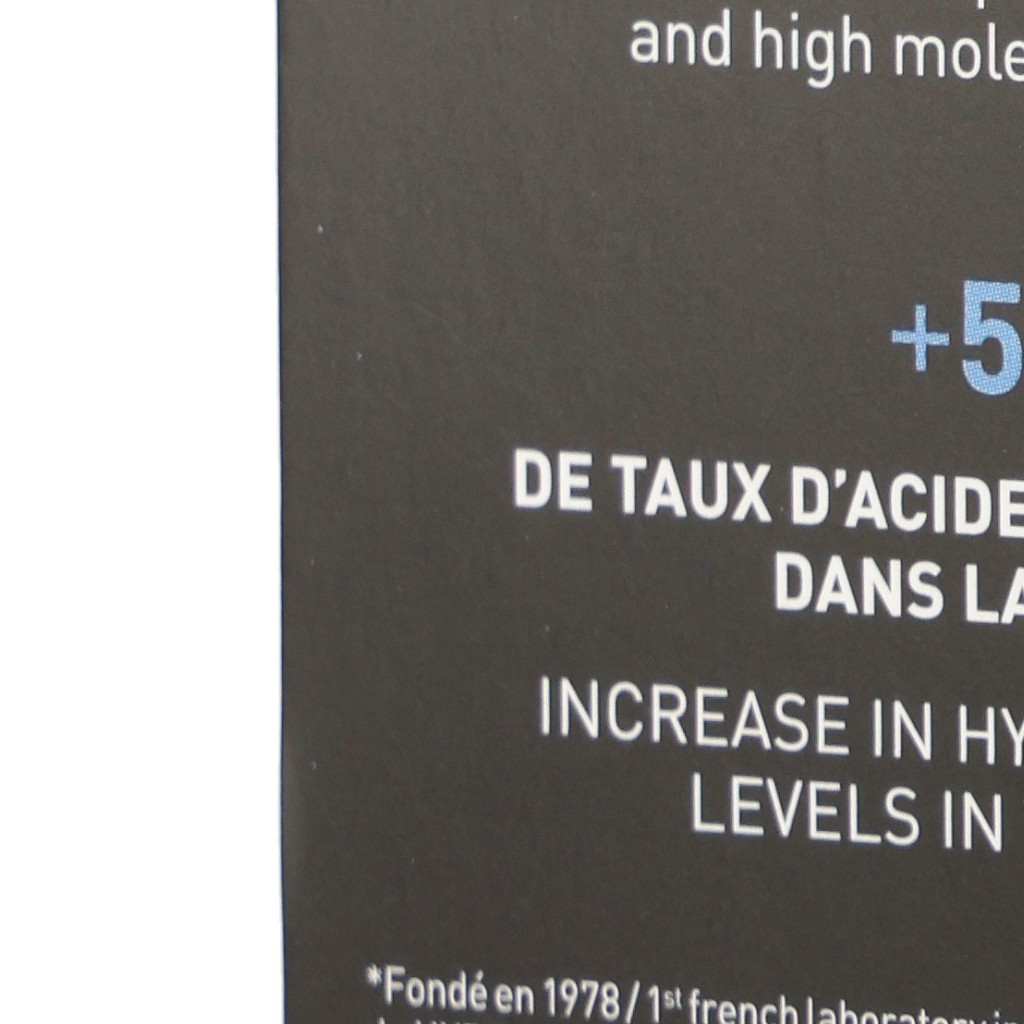 and high mole
+5
DE TAUX D'ACIDE
DANS LA
INCREASE IN HY
LEVELS IN
*Fondé en 1978 / 1st french laboratory in